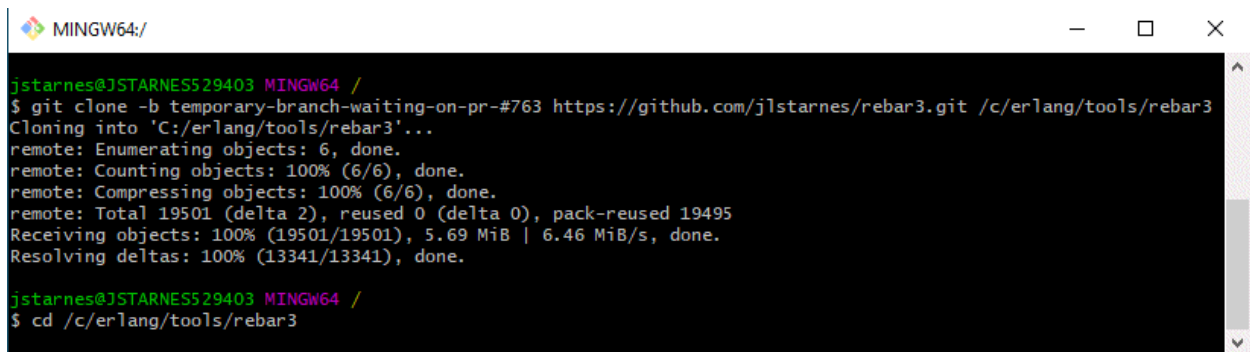 MINGW64:/
jstarnes@JSTARNES529403 MINGW64 /
$ git clone -b temporary-branch-waiting-on-pr-#763 https://github.com/jlstarnes/rebar3.git /c/erlang/tools/rebar3
Cloning into 'C:/erlang/tools/rebar3'...
remote: Enumerating objects: 6, done.
remote: Counting objects: 100% (6/6), done.
remote: Compressing objects: 100% (6/6), done.
remote: Total 19501 (delta 2), reused 0 (delta 0), pack-reused 19495
Receiving objects: 100% (19501/19501), 5.69 MiB | 6.46 MiB/s, done.
Resolving deltas: 100% (13341/13341), done.
jstarnes@JSTARNES529403 MINGW64 /
$ cd /c/erlang/tools/rebar3